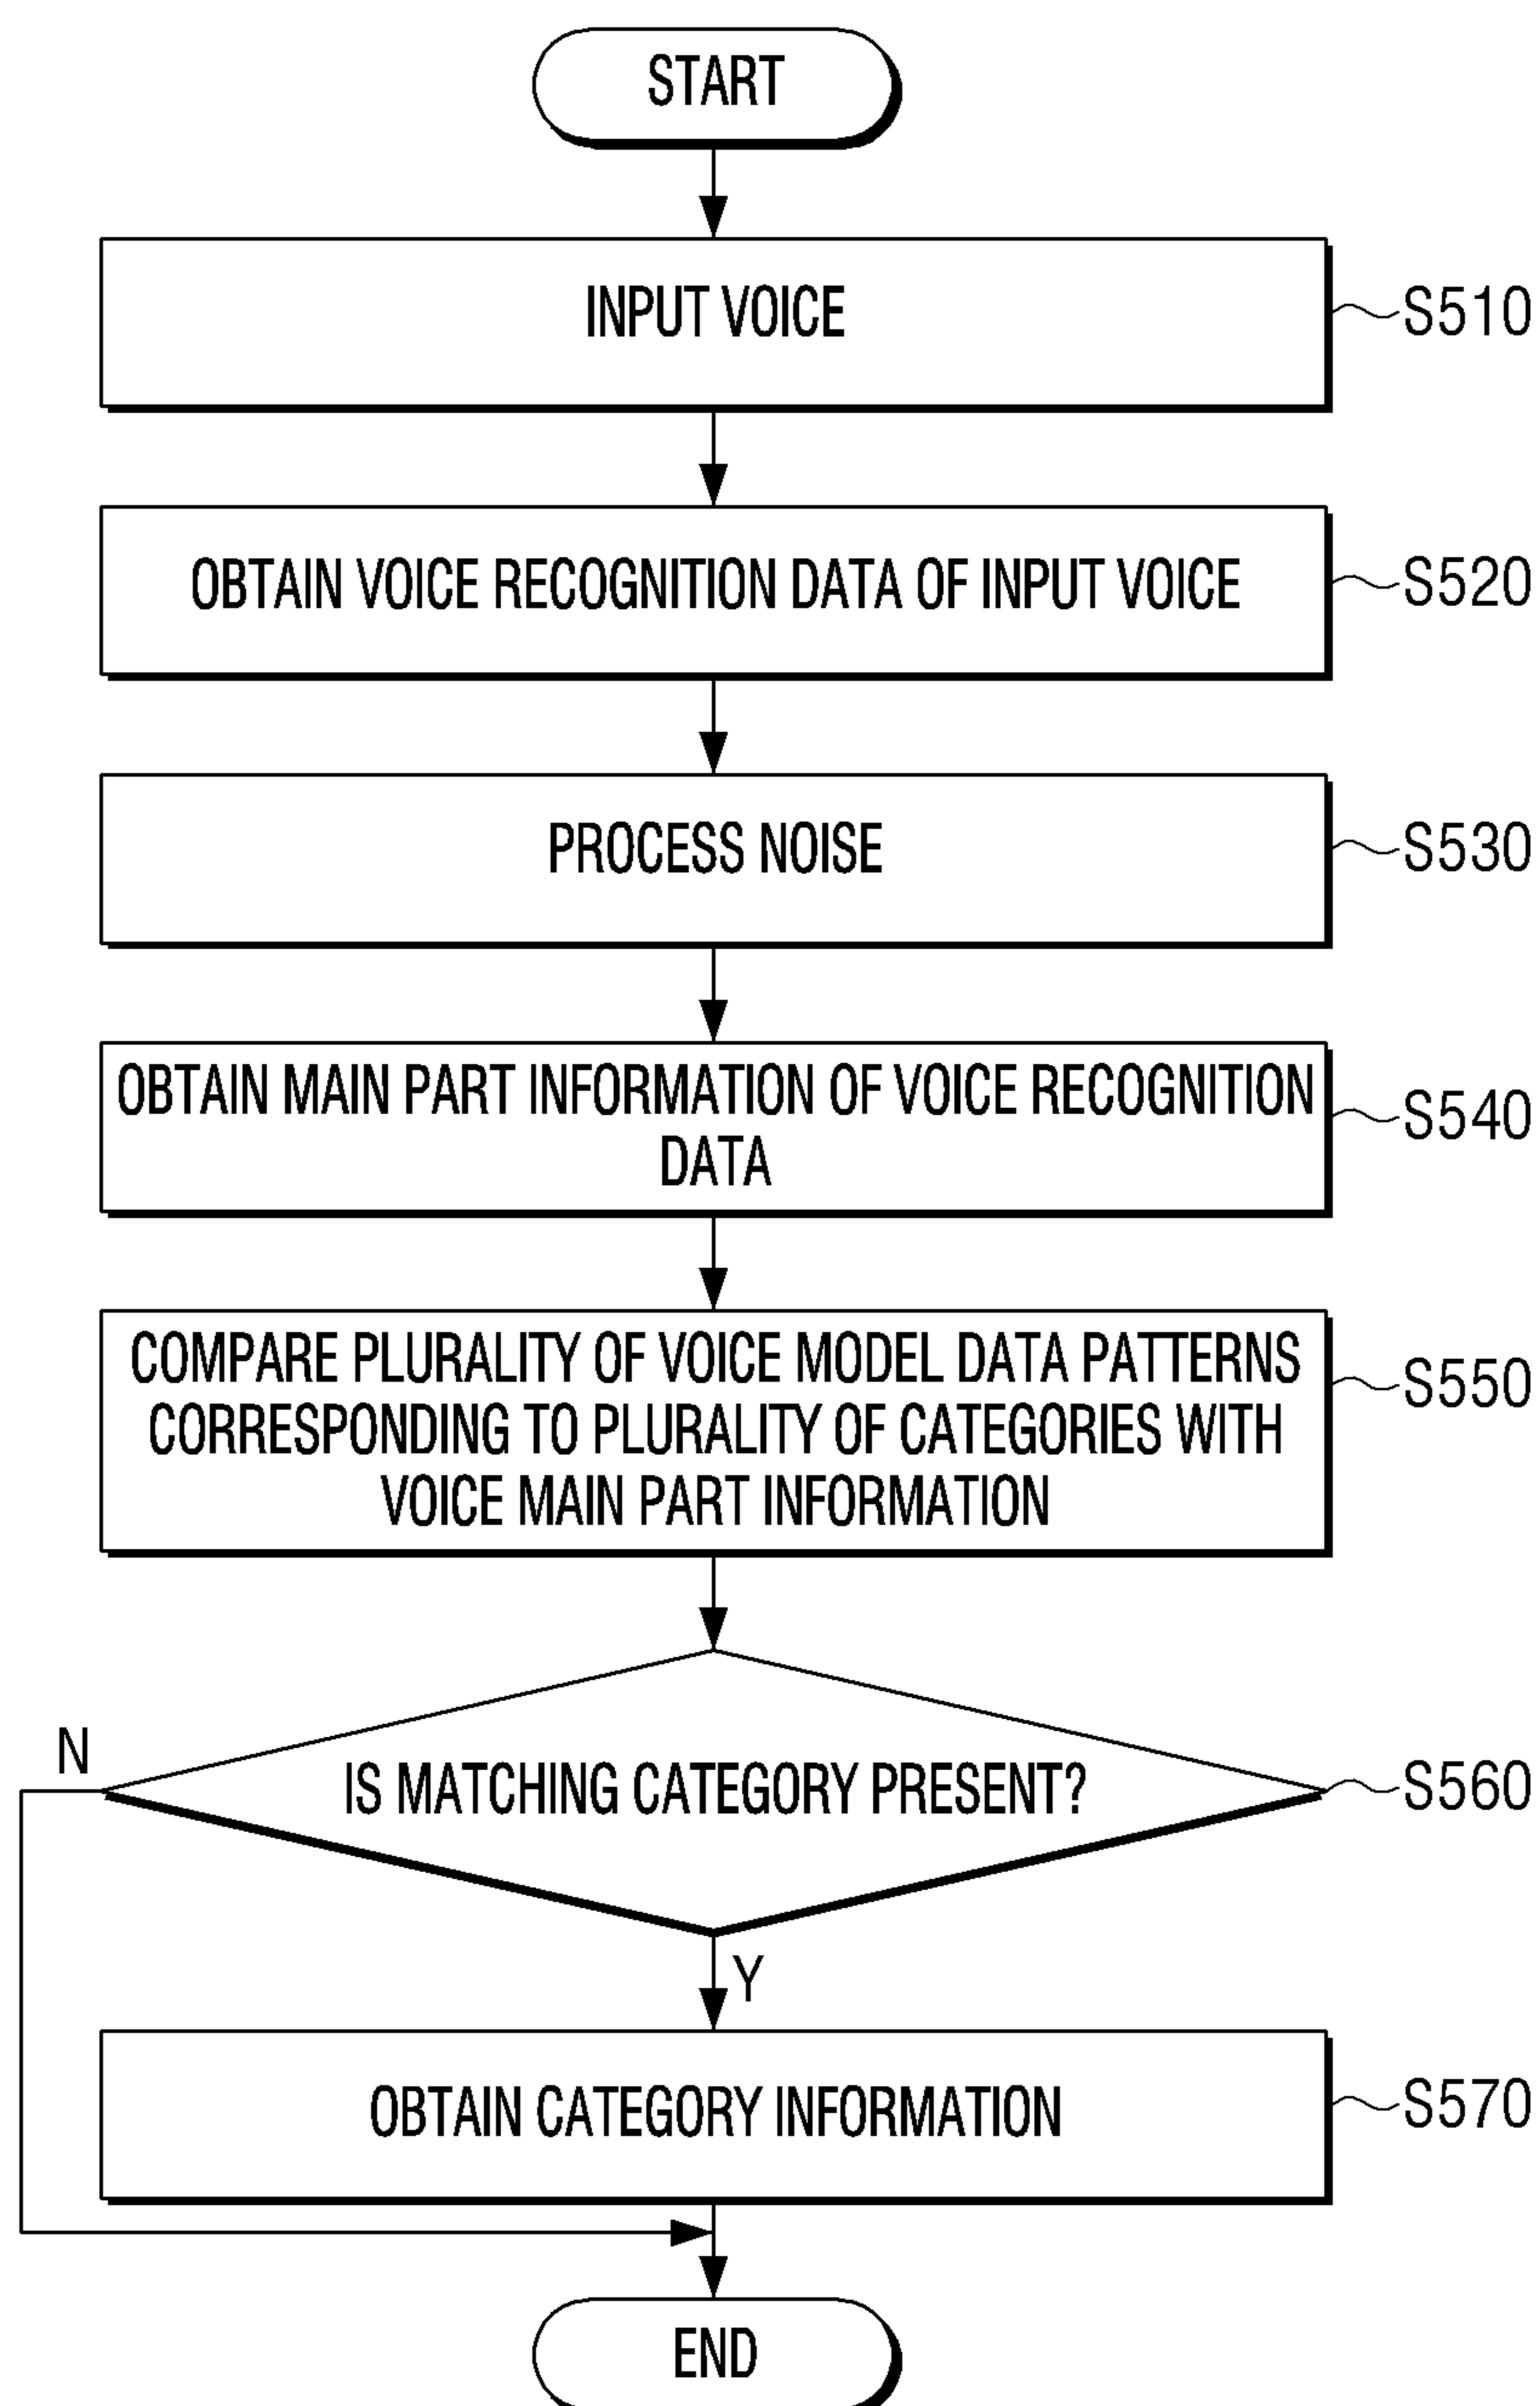 START
INPUT VOICE
S510
OBTAIN VOICE RECOGNITION DATA OF INPUT VOICE
S520
PROCESS NOISE
S530
OBTAIN MAIN PART INFORMATION OF VOICE RECOGNITION
DATA
S540
COMPARE PLURALITY OF VOICE MODEL DATA PATTERNS
CORRESPONDING TO PLURALITY OF CATEGORIES WITH
VOICE MAIN PART INFORMATION
S550
N
IS MATCHING CATEGORY PRESENT?
S560
Y
OBTAIN CATEGORY INFORMATION
S570
END